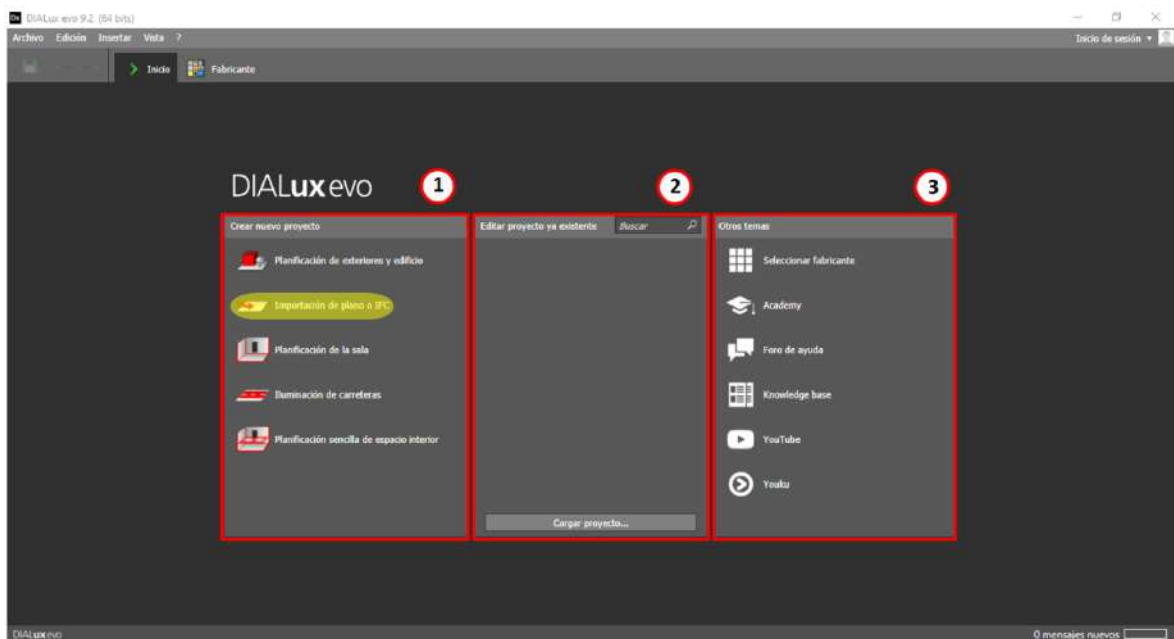 Dx DIALux evo 9.2 (64 bits)
Archivo Edición Insertar Vista ?
Inicio de sesión
Inicio Fabricante
DIALux evo
1
2
3
Crear nuevo proyecto
Planificación de exteriores y edificio
Importación de plano o IFC
Planificación de la sala
Iluminación de carreteras
Planificación sencilla de espacio interior
Editar proyecto ya existente Buscar
Cargar proyecto...
Otros temas
Seleccionar fabricante
Academy
Foro de ayuda
Knowledge base
YouTube
Youku
DIALux evo
0 mensajes nuevos